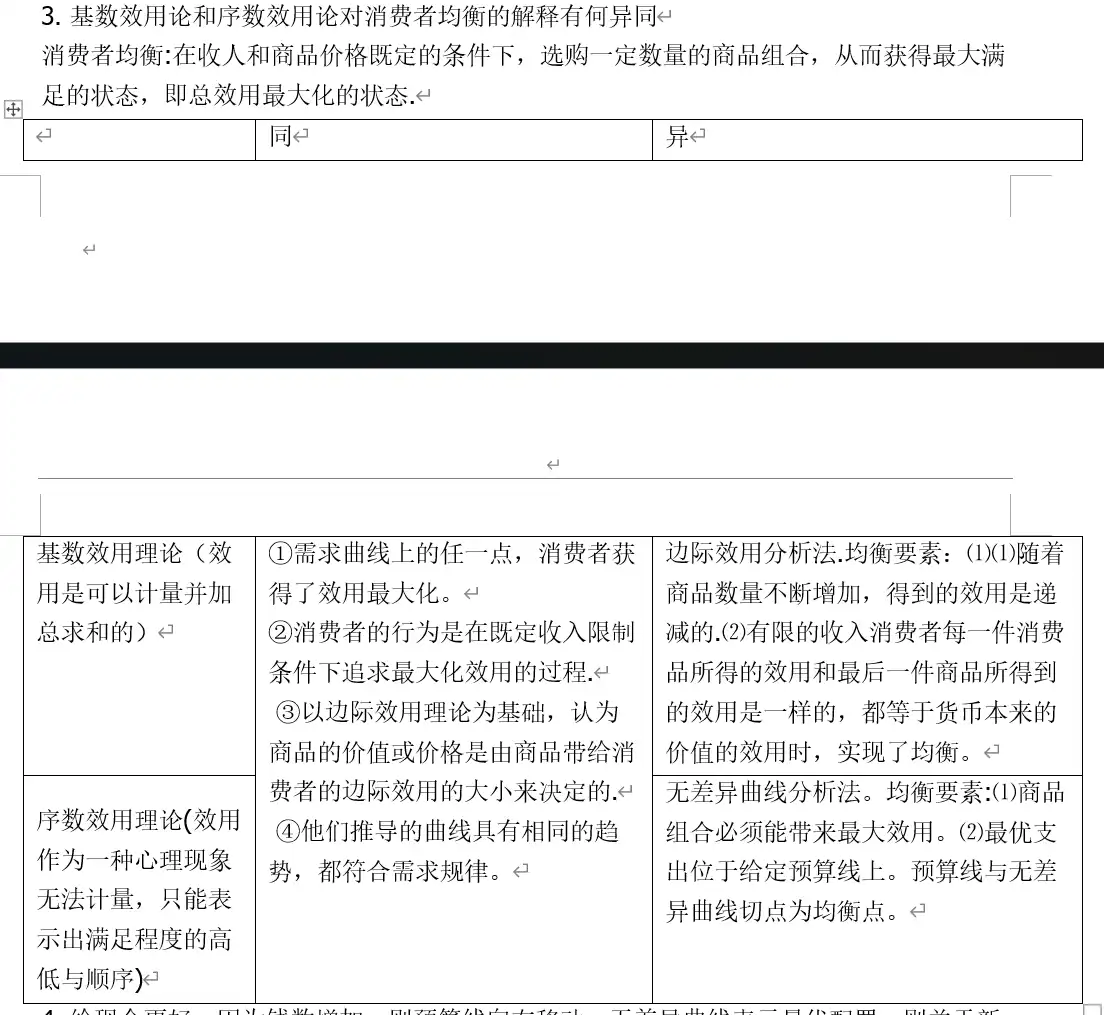 3. 基数效用论和序数效用论对消费者均衡的解释有何异同
消费者均衡:在收人和商品价格既定的条件下，选购一定数量的商品组合，从而获得最大满
足的状态，即总效用最大化的状态.
同
异
基数效用理论（效
用是可以计量并加
总求和的）
①需求曲线上的任一点，消费者获
得了效用最大化。
②消费者的行为是在既定收入限制
条件下追求最大化效用的过程.
③以边际效用理论为基础，认为
商品的价值或价格是由商品带给消
费者的边际效用的大小来决定的.
④他们推导的曲线具有相同的趋
势，都符合需求规律。
边际效用分析法.均衡要素：⑴⑴随着
商品数量不断增加，得到的效用是递
减的.⑵有限的收入消费者每一件消费
品所得的效用和最后一件商品所得到
的效用是一样的，都等于货币本来的
价值的效用时，实现了均衡。
序数效用理论(效用
作为一种心理现象
无法计量，只能表
示出满足程度的高
低与顺序)
无差异曲线分析法。均衡要素:⑴商品
组合必须能带来最大效用。⑵最优支
出位于给定预算线上。预算线与无差
异曲线切点为均衡点。